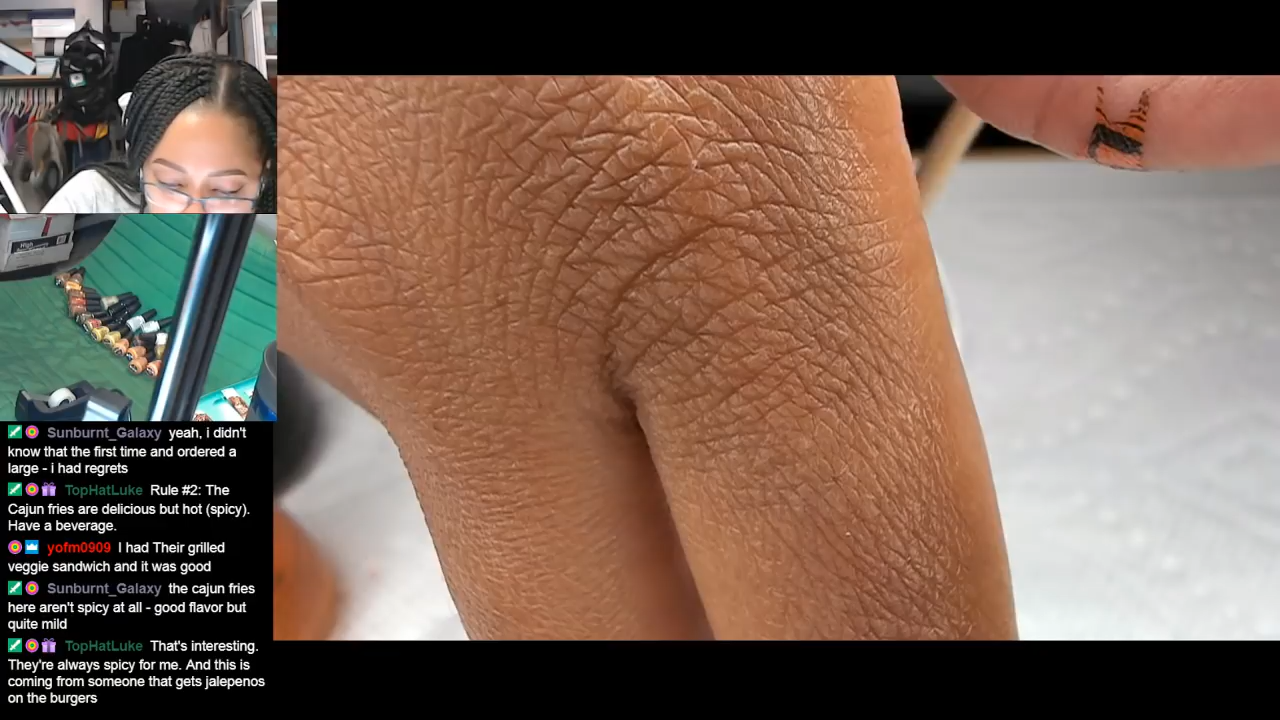 High
Sunburnt_Galaxy yeah, i didn't
know that the first time and ordered a
large - i had regrets
TopHatLuke Rule #2: The
Cajun fries are delicious but hot (spicy).
Have a beverage.
yofm0909 I had Their grilled
veggie sandwich and it was good
Sunburnt_Galaxy the cajun fries
here aren't spicy at all - good flavor but
quite mild
TopHatLuke That's interesting.
They're always spicy for me. And this is
coming from someone that gets jalepenos
on the burgers